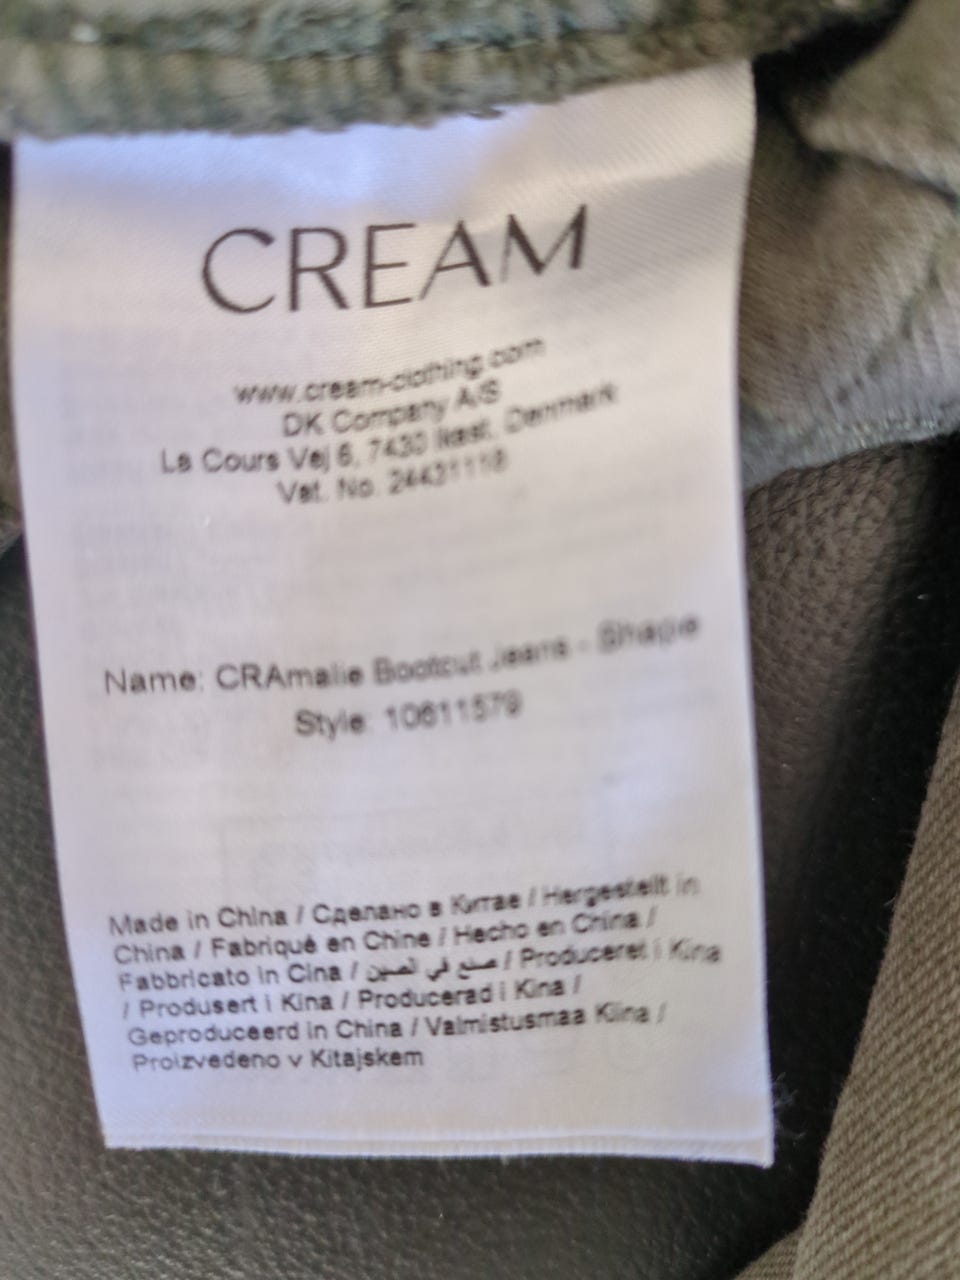 CREAM
www.cream-clothing.com
DK Company A/S
La Cours Vej 6, 7430 Ikast, Denmark
Vat. No. 24431118
Name: CRAmalie Bootcut Jeans - Shape
Style: 10611579
Made in China / Сделано в Китае / Hergestellt in
China / Fabriqué en Chine / Hecho en China /
Fabbricato in Cina / صنع في الصين / Produceret i Kina
/ Produsert i Kina / Producerad i Kina /
Geproduceerd in China / Valmistusmaa Kiina /
Proizvedeno v Kitajskem